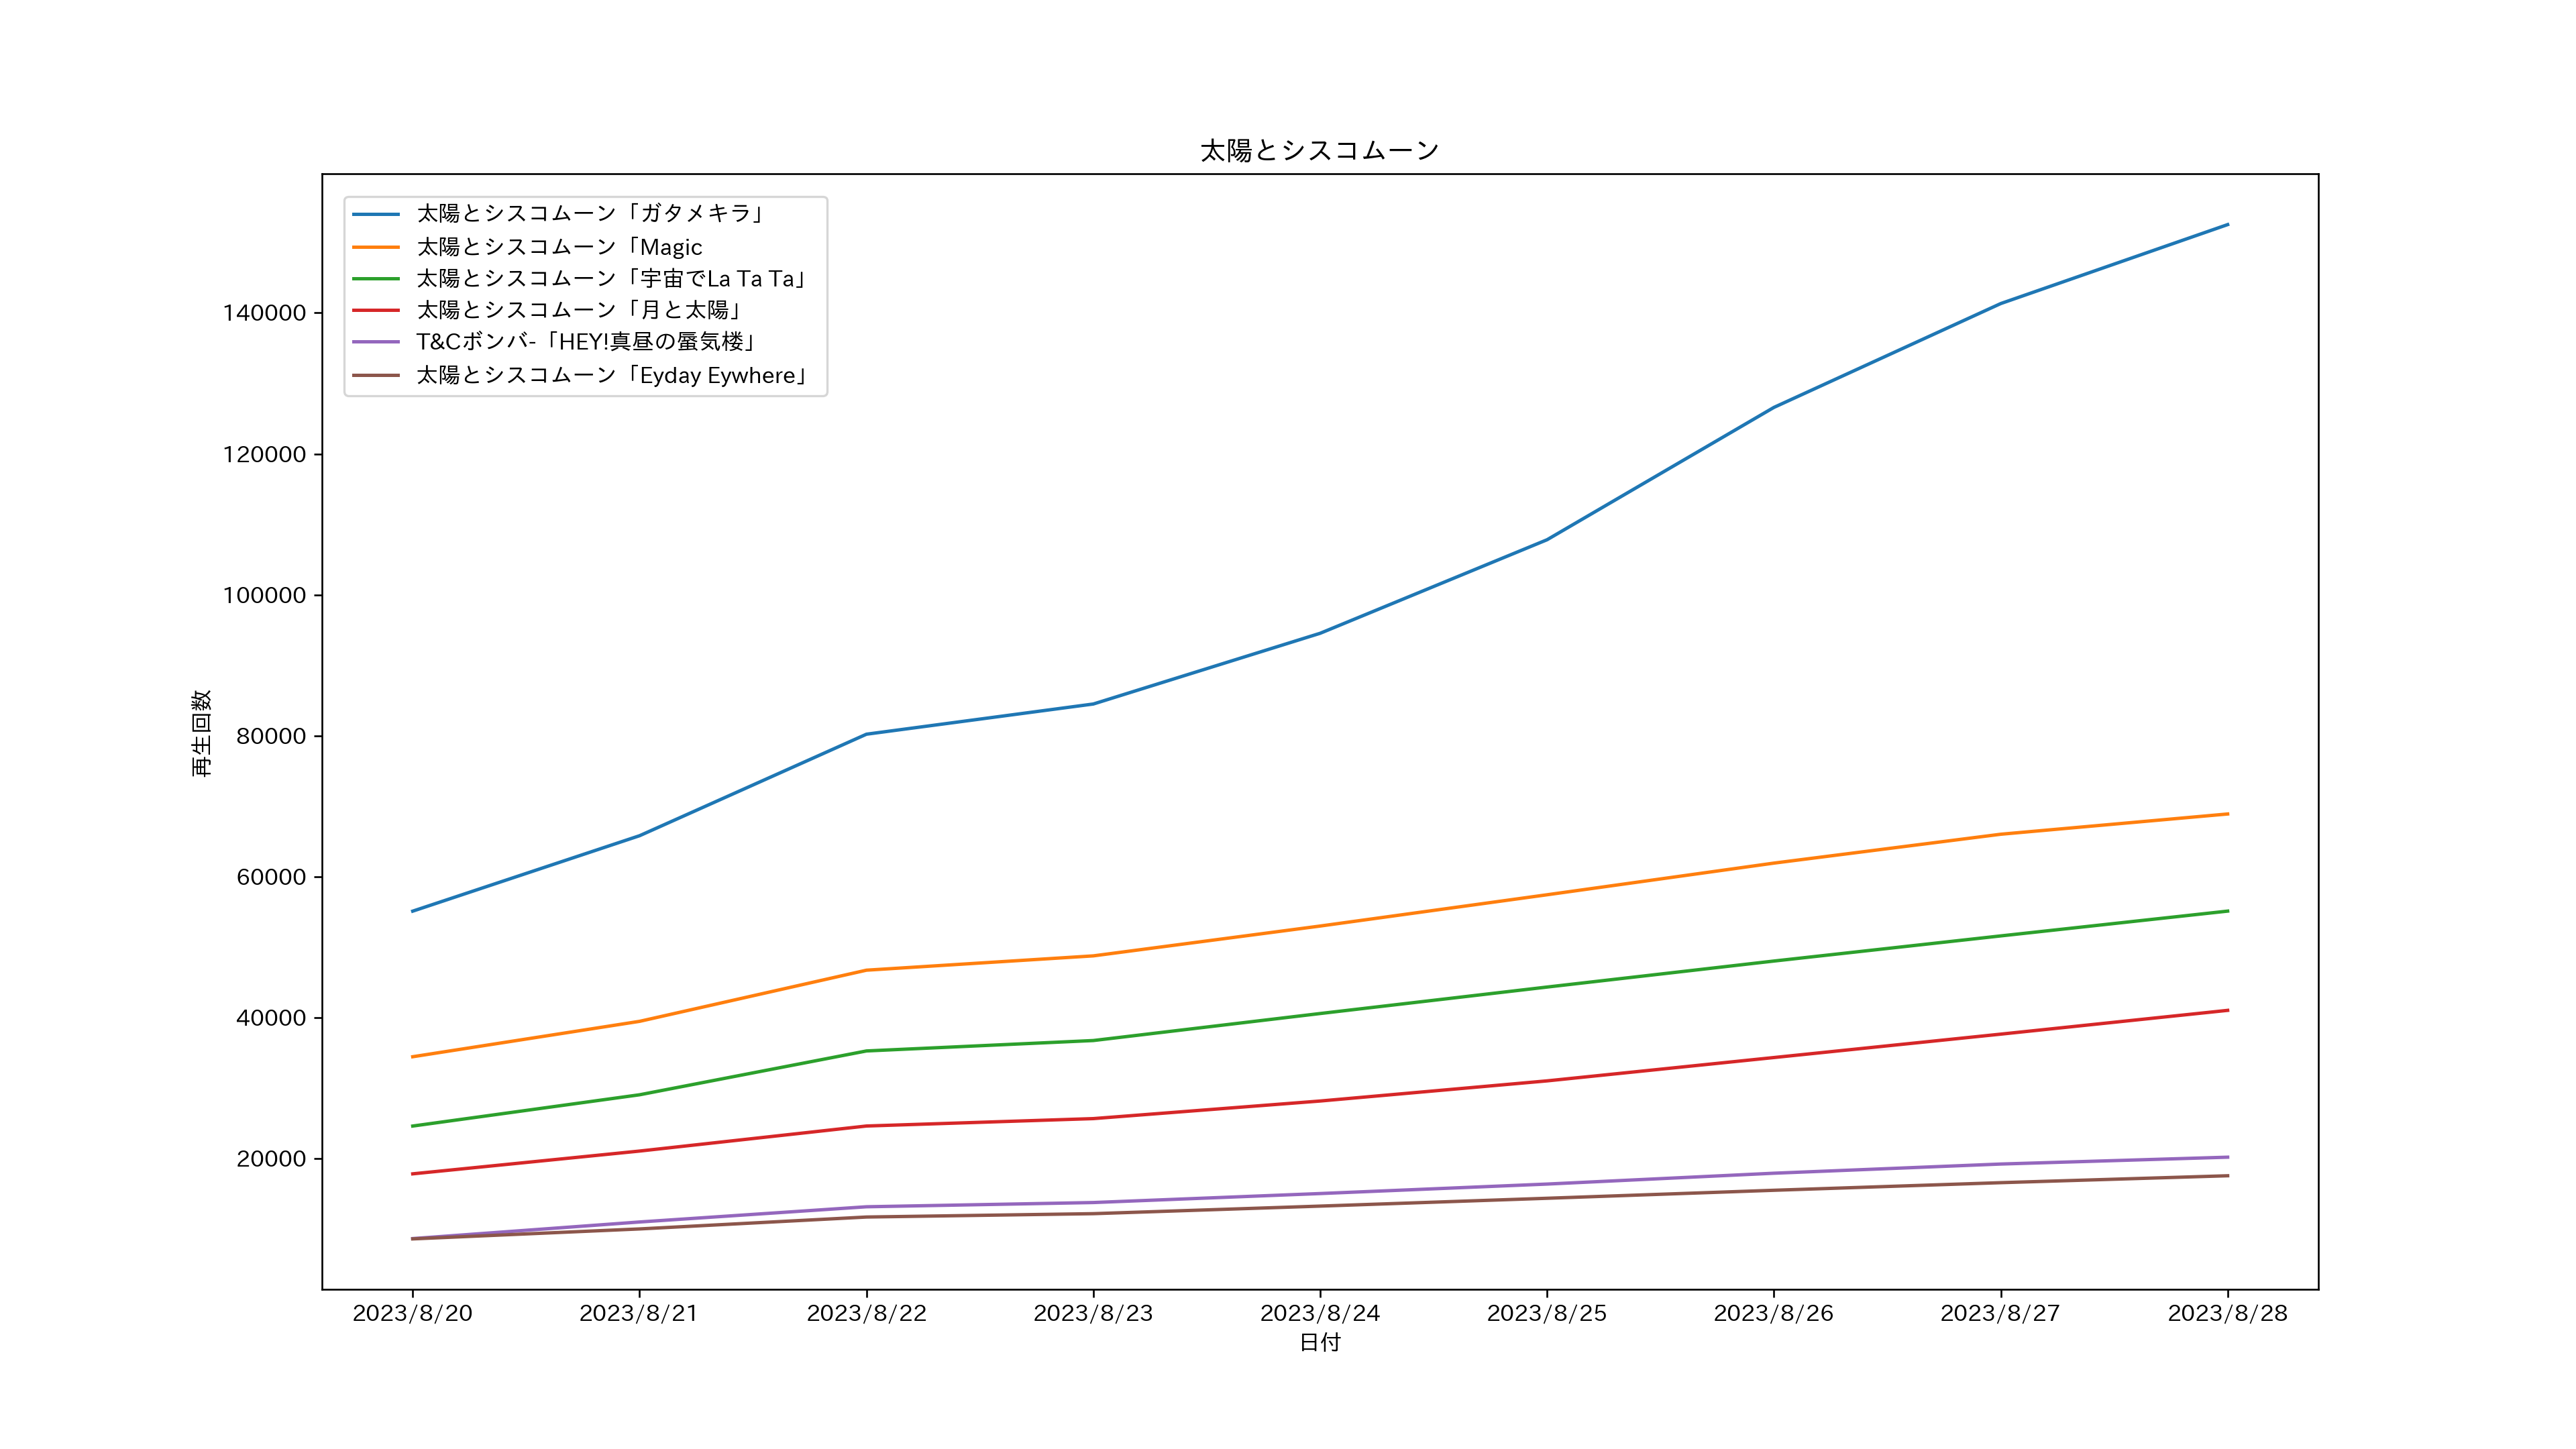 太陽とシスコムーン
太陽とシスコムーン「ガタメキラ」
太陽とシスコムーン「Magic
太陽とシスコムーン「宇宙でLa Ta Ta」
太陽とシスコムーン「月と太陽」
T&Cボンバ-「HEY!真昼の蜃気楼」
太陽とシスコムーン「Eyday Eywhere」
140000
120000
100000
80000
60000
40000
20000
再生回数
2023/8/20 2023/8/21 2023/8/22 2023/8/23 2023/8/24 2023/8/25 2023/8/26 2023/8/27 2023/8/28
日付